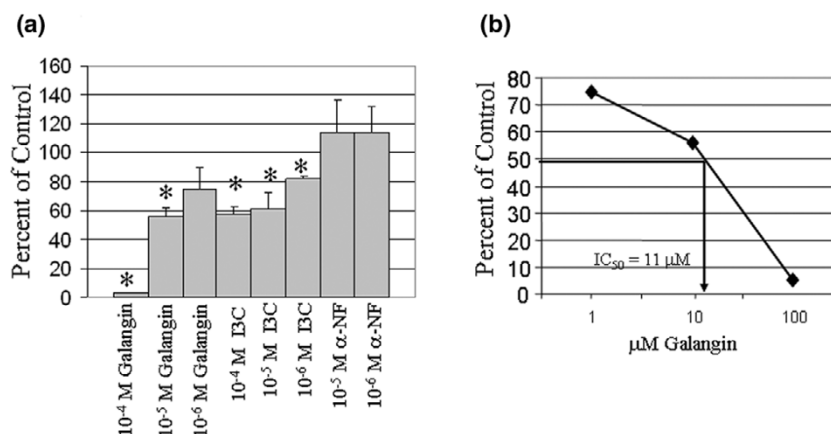 (a)
160
140
120
100
80
60
40
20
0
Percent of Control
*
*
*
*
*
10⁻⁴ M Galangin
10⁻⁵ M Galangin
10⁻⁶ M Galangin
10⁻⁴ M I3C
10⁻⁵ M I3C
10⁻⁶ M I3C
10⁻⁵ M α-NF
10⁻⁶ M α-NF
(b)
80
70
60
50
40
30
20
10
0
Percent of Control
IC₅₀ = 11 µM
1 10 100
µM Galangin